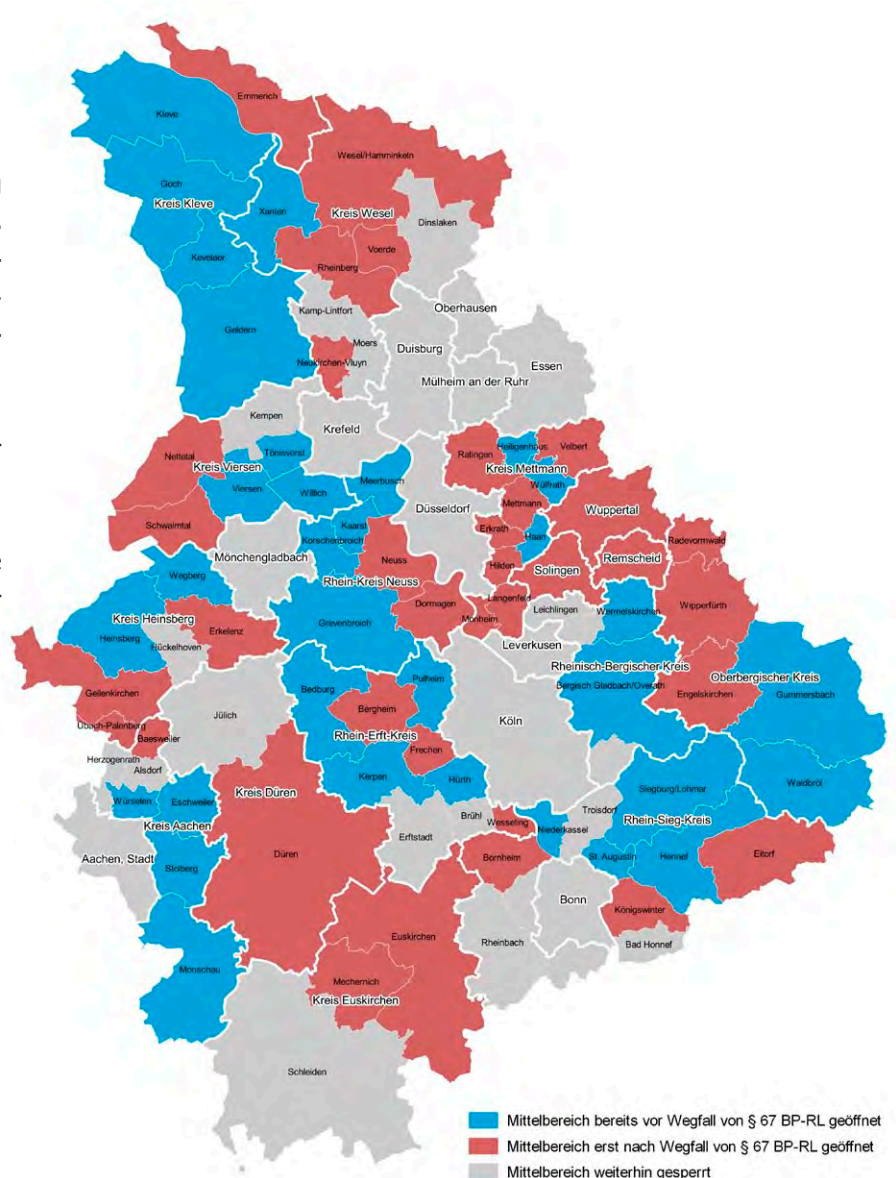 Emmerich
Kleve
Wesel/Hamminkeln
Goch
Kreis Kleve
Xanten
Kreis Wesel
Dinslaken
Kevelaer
Voerde
Rheinberg
Kamp-Lintfort
Oberhausen
Geldern
Moers
Duisburg
Neukirchen-Vluyn
Essen
Mülheim an der Ruhr
Kempen
Krefeld
Nettetal
Tönisvorst
Kreis Viersen
Ratingen
Heiligenhaus
Velbert
Kreis Mettmann
Meerbusch
Viersen
Willich
Wülfrath
Mettmann
Düsseldorf
Wuppertal
Schwalmtal
Kaarst
Korschenbroich
Erkrath
Haan
Radevormwald
Mönchengladbach
Neuss
Hilden
Solingen
Remscheid
Wegberg
Rhein-Kreis Neuss
Dormagen
Langenfeld
Wipperfürth
Monheim
Leichlingen
Wermelskirchen
Kreis Heinsberg
Grevenbroich
Erkelenz
Heinsberg
Hückelhoven
Leverkusen
Rheinisch-Bergischer Kreis
Oberbergischer Kreis
Pulheim
Bergisch Gladbach/Overath
Engelskirchen
Gummersbach
Geilenkirchen
Bedburg
Bergheim
Jülich
Köln
Übach-Palenberg
Baesweiler
Rhein-Erft-Kreis
Frechen
Herzogenrath
Alsdorf
Kerpen
Hürth
Siegburg/Lohmar
Waldbröl
Kreis Düren
Würselen
Eschweiler
Troisdorf
Brühl
Wesseling
Rhein-Sieg-Kreis
Kreis Aachen
Niederkassel
Erftstadt
Düren
Aachen, Stadt
Stolberg
Bornheim
St. Augustin
Hennef
Eitorf
Bonn
Königswinter
Euskirchen
Rheinbach
Bad Honnef
Monschau
Mechernich
Kreis Euskirchen
Schleiden
Mittelbereich bereits vor Wegfall von § 67 BP-RL geöffnet
Mittelbereich erst nach Wegfall von § 67 BP-RL geöffnet
Mittelbereich weiterhin gesperrt